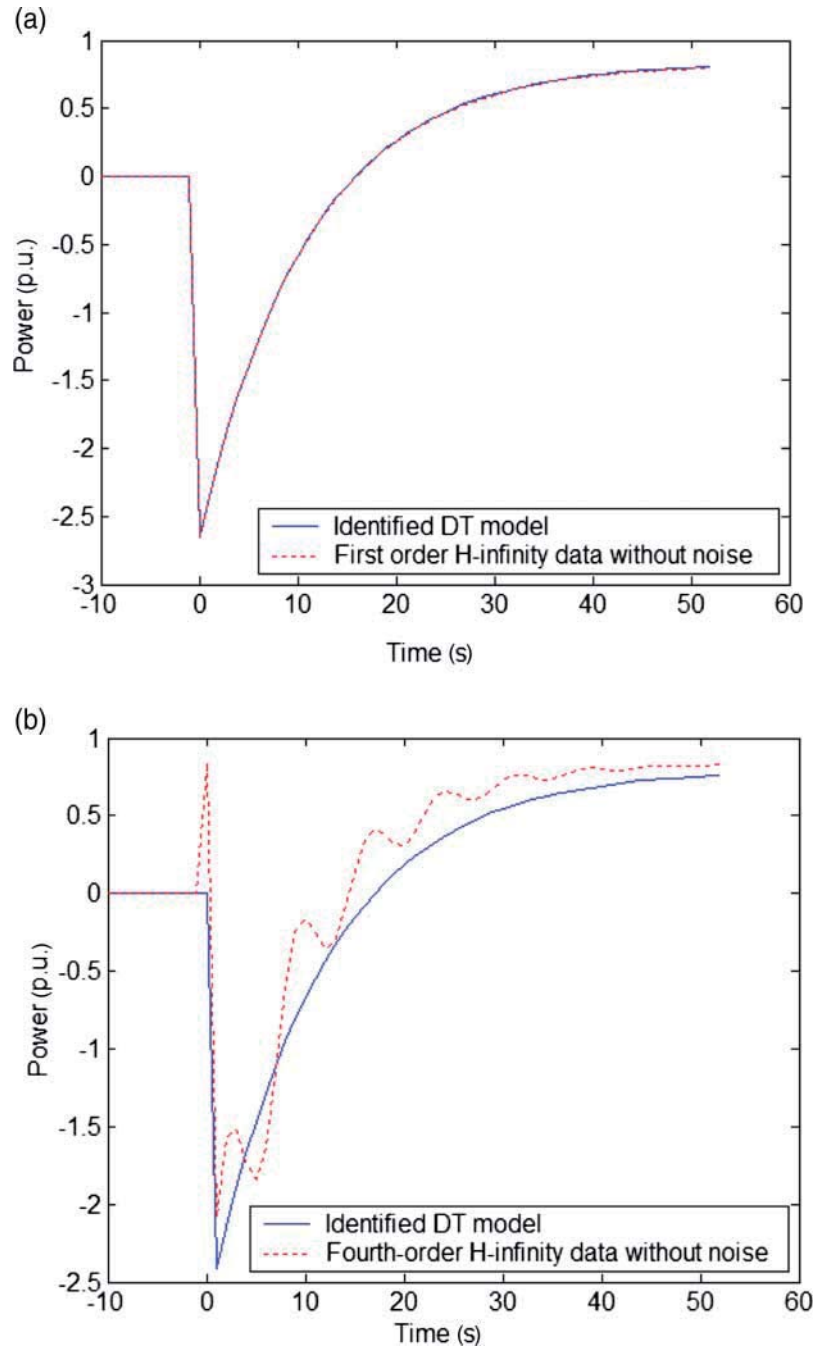 (a)
1
0.5
0
-0.5
-1
-1.5
-2
-2.5
-3
Power (p.u.)
Identified DT model
First order H-infinity data without noise
-10 0 10 20 30 40 50 60
Time (s)
(b)
1
0.5
0
-0.5
-1
-1.5
-2
-2.5
Power (p.u.)
Identified DT model
Fourth-order H-infinity data without noise
-10 0 10 20 30 40 50 60
Time (s)